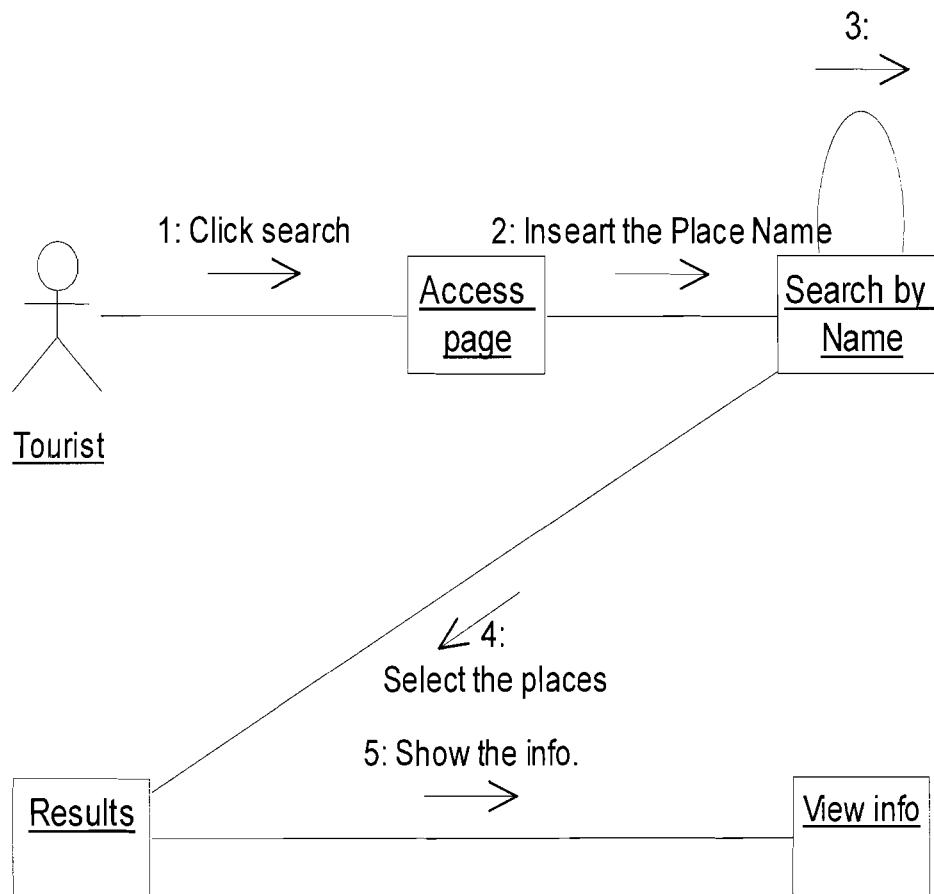 3:
1: Click search
2: Inseart the Place Name
Access
page
Search by
Name
Tourist
4:
Select the places
5: Show the info.
Results
View info